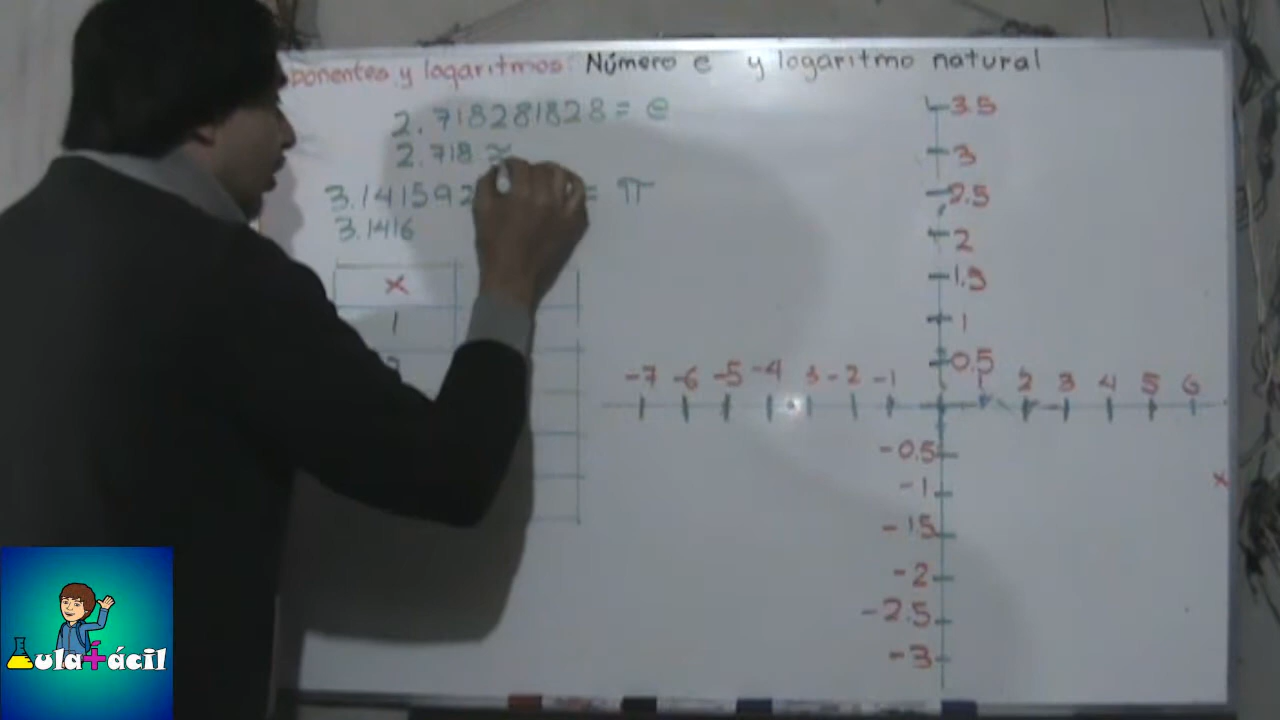 ponentes y logaritmos: Número e y logaritmo natural
2.718281828 = e
2.718 ≈
3.141592 = π
3.1416
x
1
3.5
3
2.5
2
1.5
1
0.5
-7 -6 -5 -4 3 -2 -1 1 2 3 4 5 6
-0.5
-1
-1.5
-2
-2.5
-3
x
Aula+ácil